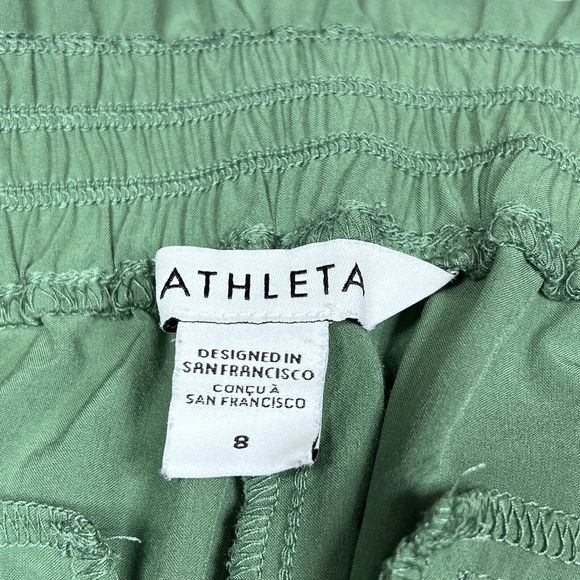 ATHLETA
DESIGNED IN
SAN FRANCISCO
CONÇU À
SAN FRANCISCO
8